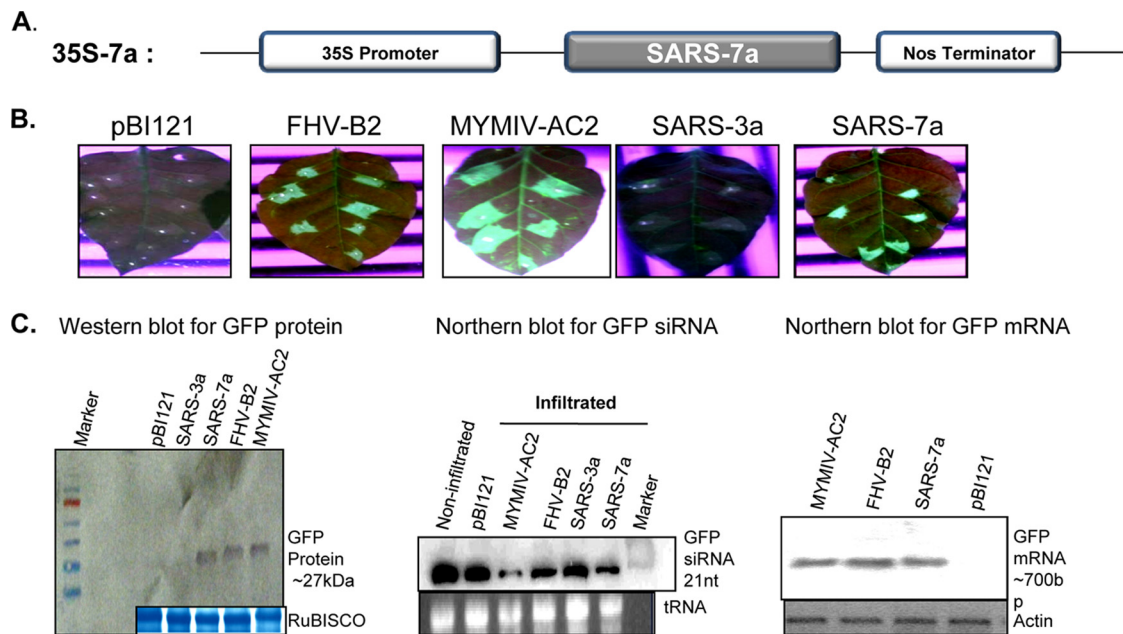 A.
35S-7a :
35S Promoter
SARS-7a
Nos Terminator
B.
pBI121
FHV-B2
MYMIV-AC2
SARS-3a
SARS-7a
C.
Western blot for GFP protein
Marker
pBI121
SARS-3a
SARS-7a
FHV-B2
MYMIV-AC2
GFP
Protein
~27kDa
RuBISCO
Northern blot for GFP siRNA
Infiltrated
Non-infiltrated
pBI121
MYMIV-AC2
FHV-B2
SARS-3a
SARS-7a
Marker
GFP
siRNA
21nt
tRNA
Northern blot for GFP mRNA
MYMIV-AC2
FHV-B2
SARS-7a
pBI121
GFP
mRNA
~700b
p
Actin